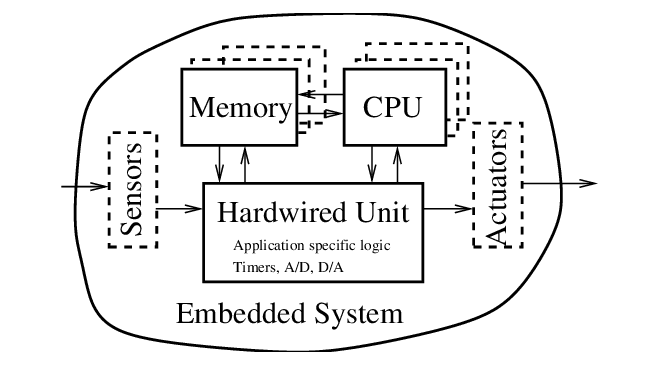 Memory
CPU
Sensors
Hardwired Unit
Application specific logic
Timers, A/D, D/A
Actuators
Embedded System